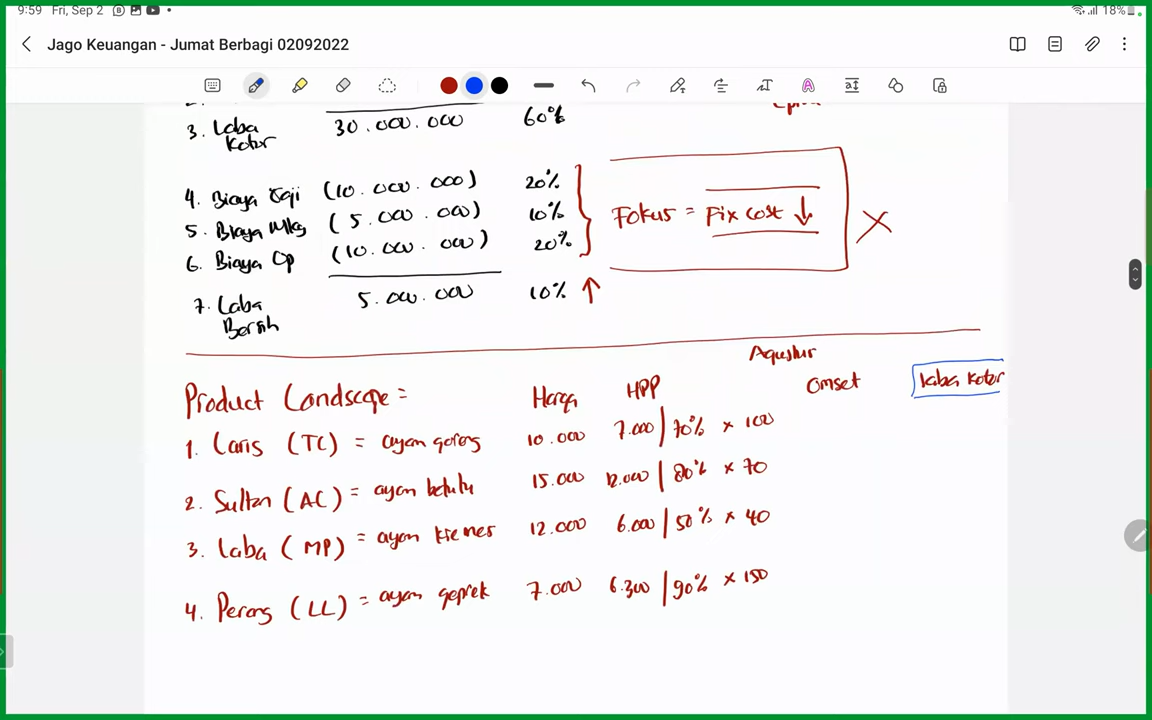 9:59 Fri, Sep 2 18%
Jago Keuangan - Jumat Berbagi 02092022
3. Laba Kotor 30.000.000 60%
4. Biaya Gaji (10.000.000) 20%
5. Biaya Mkg (5.000.000) 10%
6. Biaya Op (10.000.000) 20%
Fokus = Fix cost ↓ X
7. Laba Bersih 5.000.000 10% ↑
Agustus
Product Landscape = Harga HPP Omset Laba kotor
1. Laris (TC) = ayam goreng 10.000 7.000 | 70% x 100
2. Sultan (AC) = ayam betutu 15.000 12.000 | 80% x 70
3. Laba (MP) = ayam kremes 12.000 6.000 | 50% x 40
4. Perang (LL) = ayam geprek 7.000 6.300 | 90% x 150